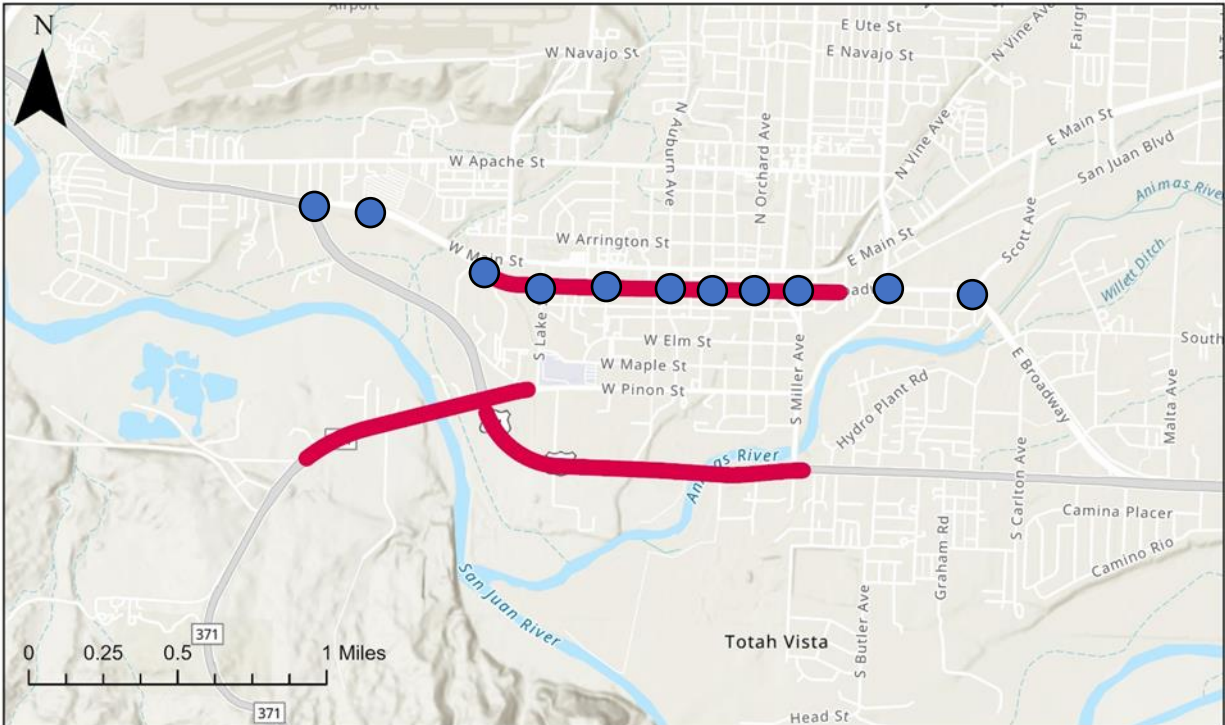 Airport
N
E Ute St
W Navajo St
E Navajo St
N Vine Ave
Fairgr
N Auburn Ave
N Orchard Ave
N Vine Ave
E Main St
San Juan Blvd
W Apache St
Animas River
Scott Ave
W Arrington St
E Main St
W Main St
Willett Ditch
S Lake
W Elm St
W Maple St
W Pinon St
S Miller Ave
Hydro Plant Rd
E Broadway
Malta Ave
South
Animas River
S Carlton Ave
Camina Placer
Camino Rio
Graham Rd
San Juan River
S Butler Ave
371
Totah Vista
0 0.25 0.5 1 Miles
371
Head St